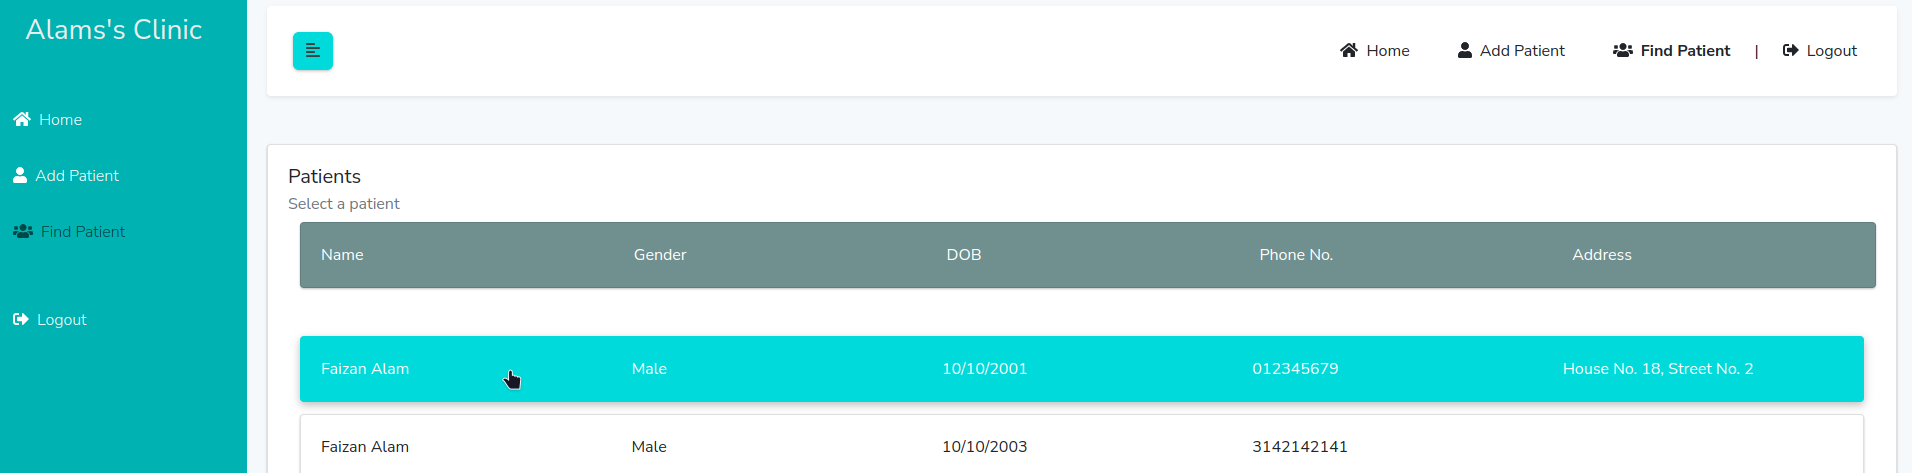 Alams's Clinic
Home
Add Patient
Find Patient
Logout
Home Add Patient Find Patient | Logout
Patients
Select a patient
Name Gender DOB Phone No. Address
Faizan Alam Male 10/10/2001 012345679 House No. 18, Street No. 2
Faizan Alam Male 10/10/2003 3142142141